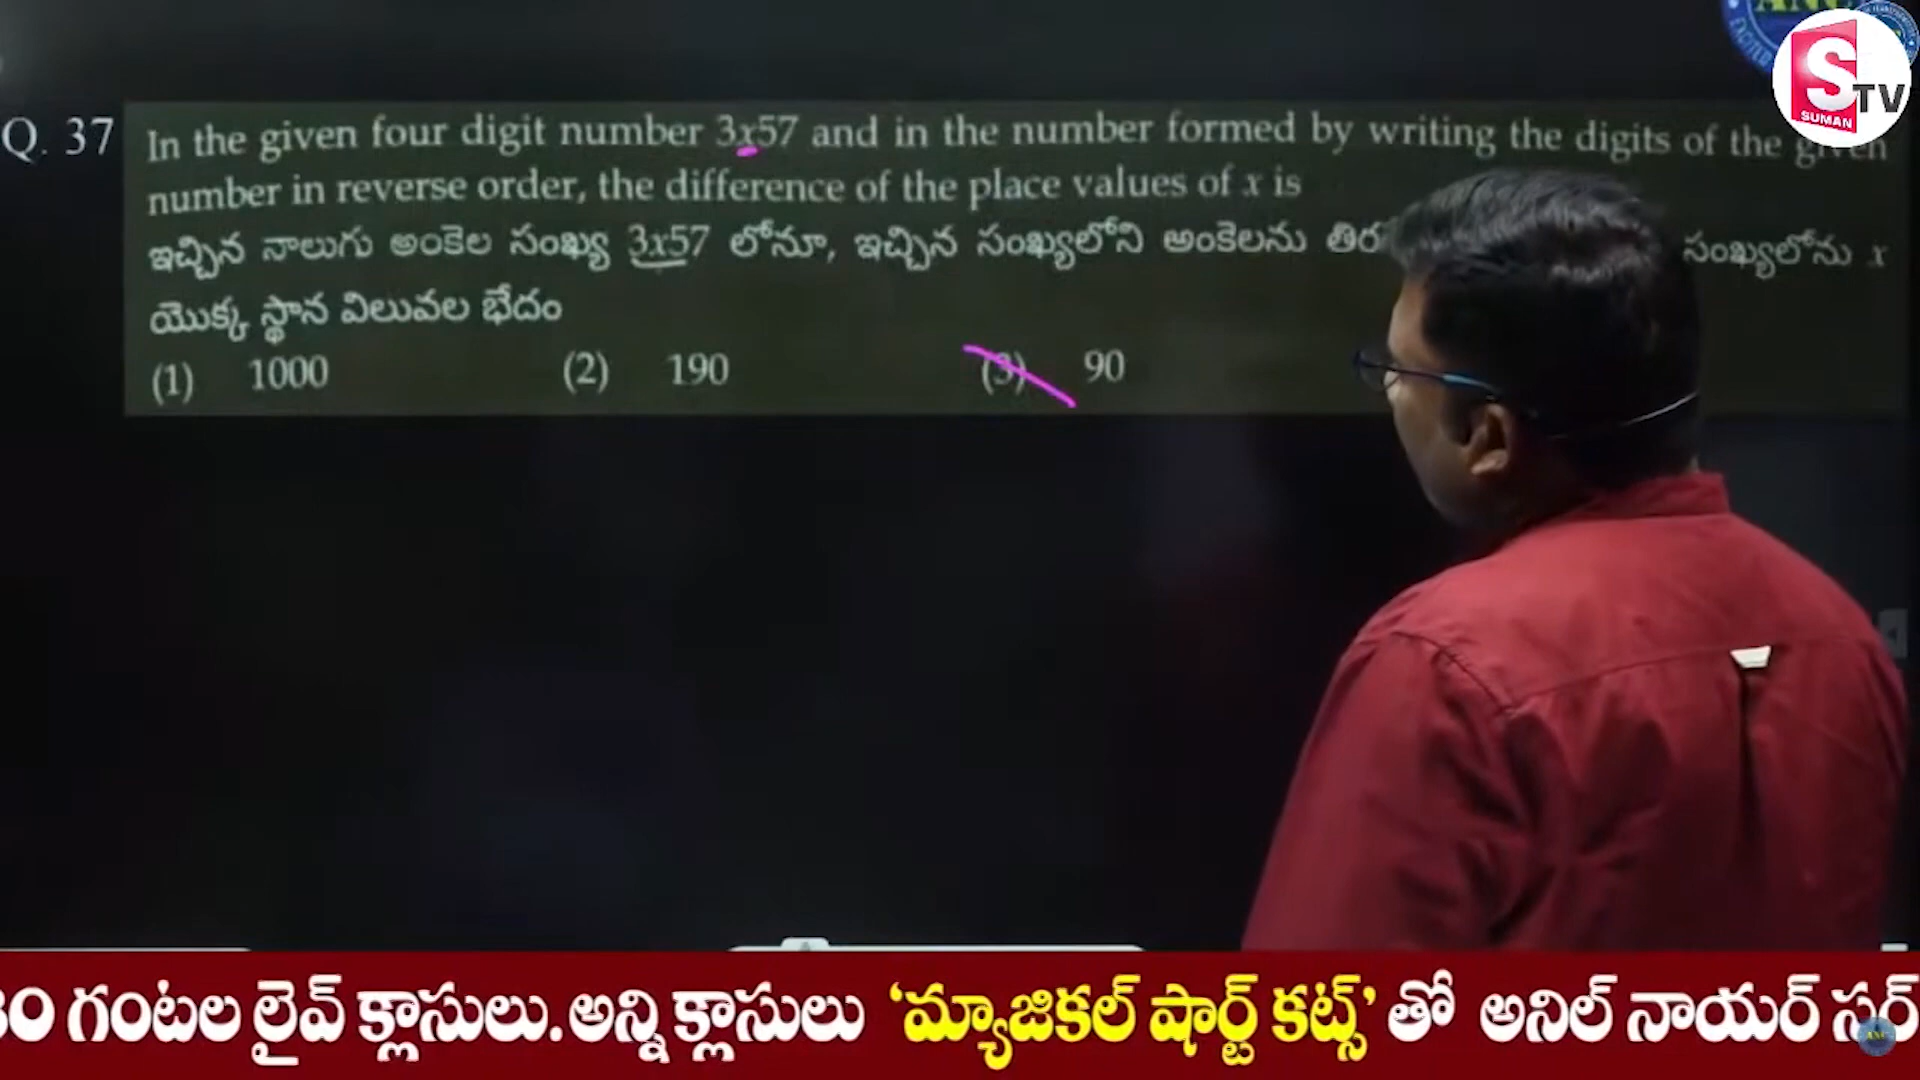 S TV
SUMAN
Q. 37 In the given four digit number 3x57 and in the number formed by writing the digits of the given
number in reverse order, the difference of the place values of x is
ఇచ్చిన నాలుగు అంకెల సంఖ్య 3x57 లోనూ, ఇచ్చిన సంఖ్యలోని అంకెలను సంఖ్యలోను x
యొక్క స్థాన విలువల భేదం
(1) 1000 (2) 190 (3) 90
30 గంటల లైవ్ క్లాసులు. అన్ని క్లాసులు ‘మ్యాజికల్ షార్ట్ కట్స్’ తో అనిల్ నాయర్ సర్